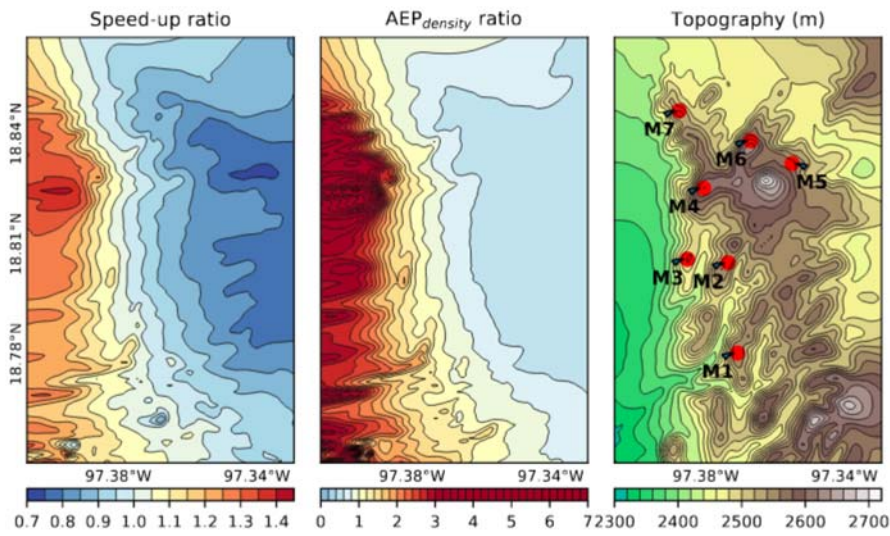 Speed-up ratio
AEP_density ratio
Topography (m)
18.84°N
18.81°N
18.78°N
M7
M6
M5
M4
M3
M2
M1
97.38°W 97.34°W
97.38°W 97.34°W
97.38°W 97.34°W
0.7 0.8 0.9 1.0 1.1 1.2 1.3 1.4
0 1 2 3 4 5 6 7
2300 2400 2500 2600 2700